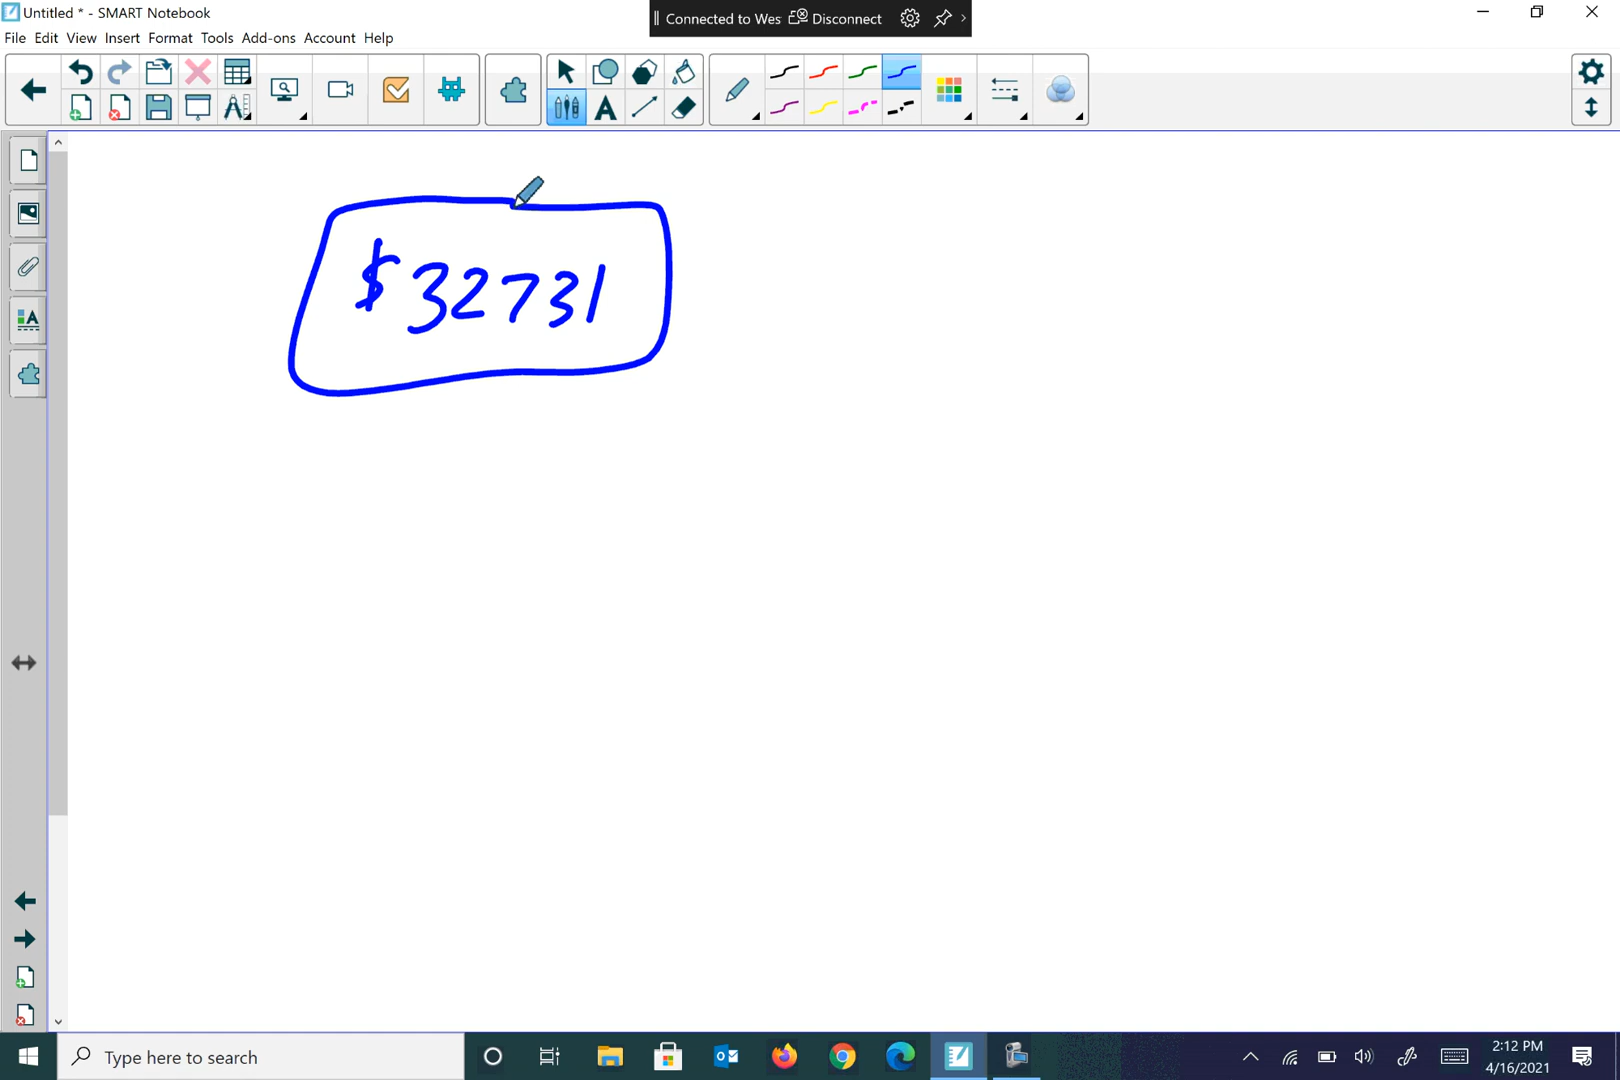 Untitled * - SMART Notebook
Connected to Wes Disconnect
File Edit View Insert Format Tools Add-ons Account Help
A
$32731
A
Type here to search
2:12 PM
4/16/2021